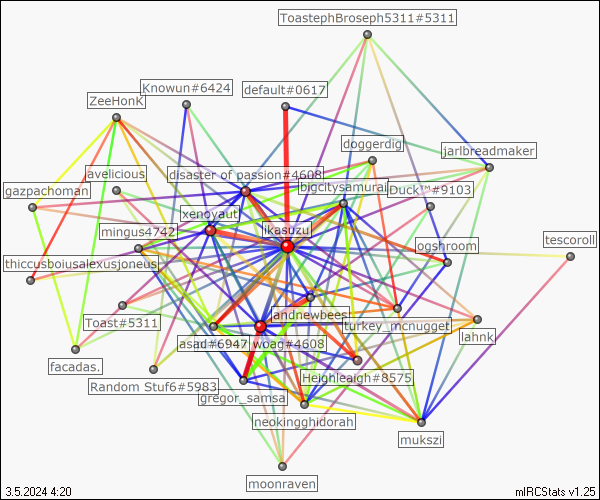 ToastephBroseph5311#5311
Knowun#6424
default#0617
ZeeHonK
doggerdigi
jarlbreadmaker
avelicious
disaster of passion#4608
gazpachoman
bigcitysamurai
Duck™#9103
xenoyaut
mingus4742
ikasuzu
tescoroll
ogshroom
thiccusboiusalexusjoneus
andnewbees
Toast#5311
turkey_mcnugget
lahnk
asad#6947
woag#4608
facadas.
Heighleaigh#8575
Random Stuf6#5983
gregor_samsa
neokingghidorah
mukszi
moonraven
3.5.2024 4:20
mIRCStats v1.25